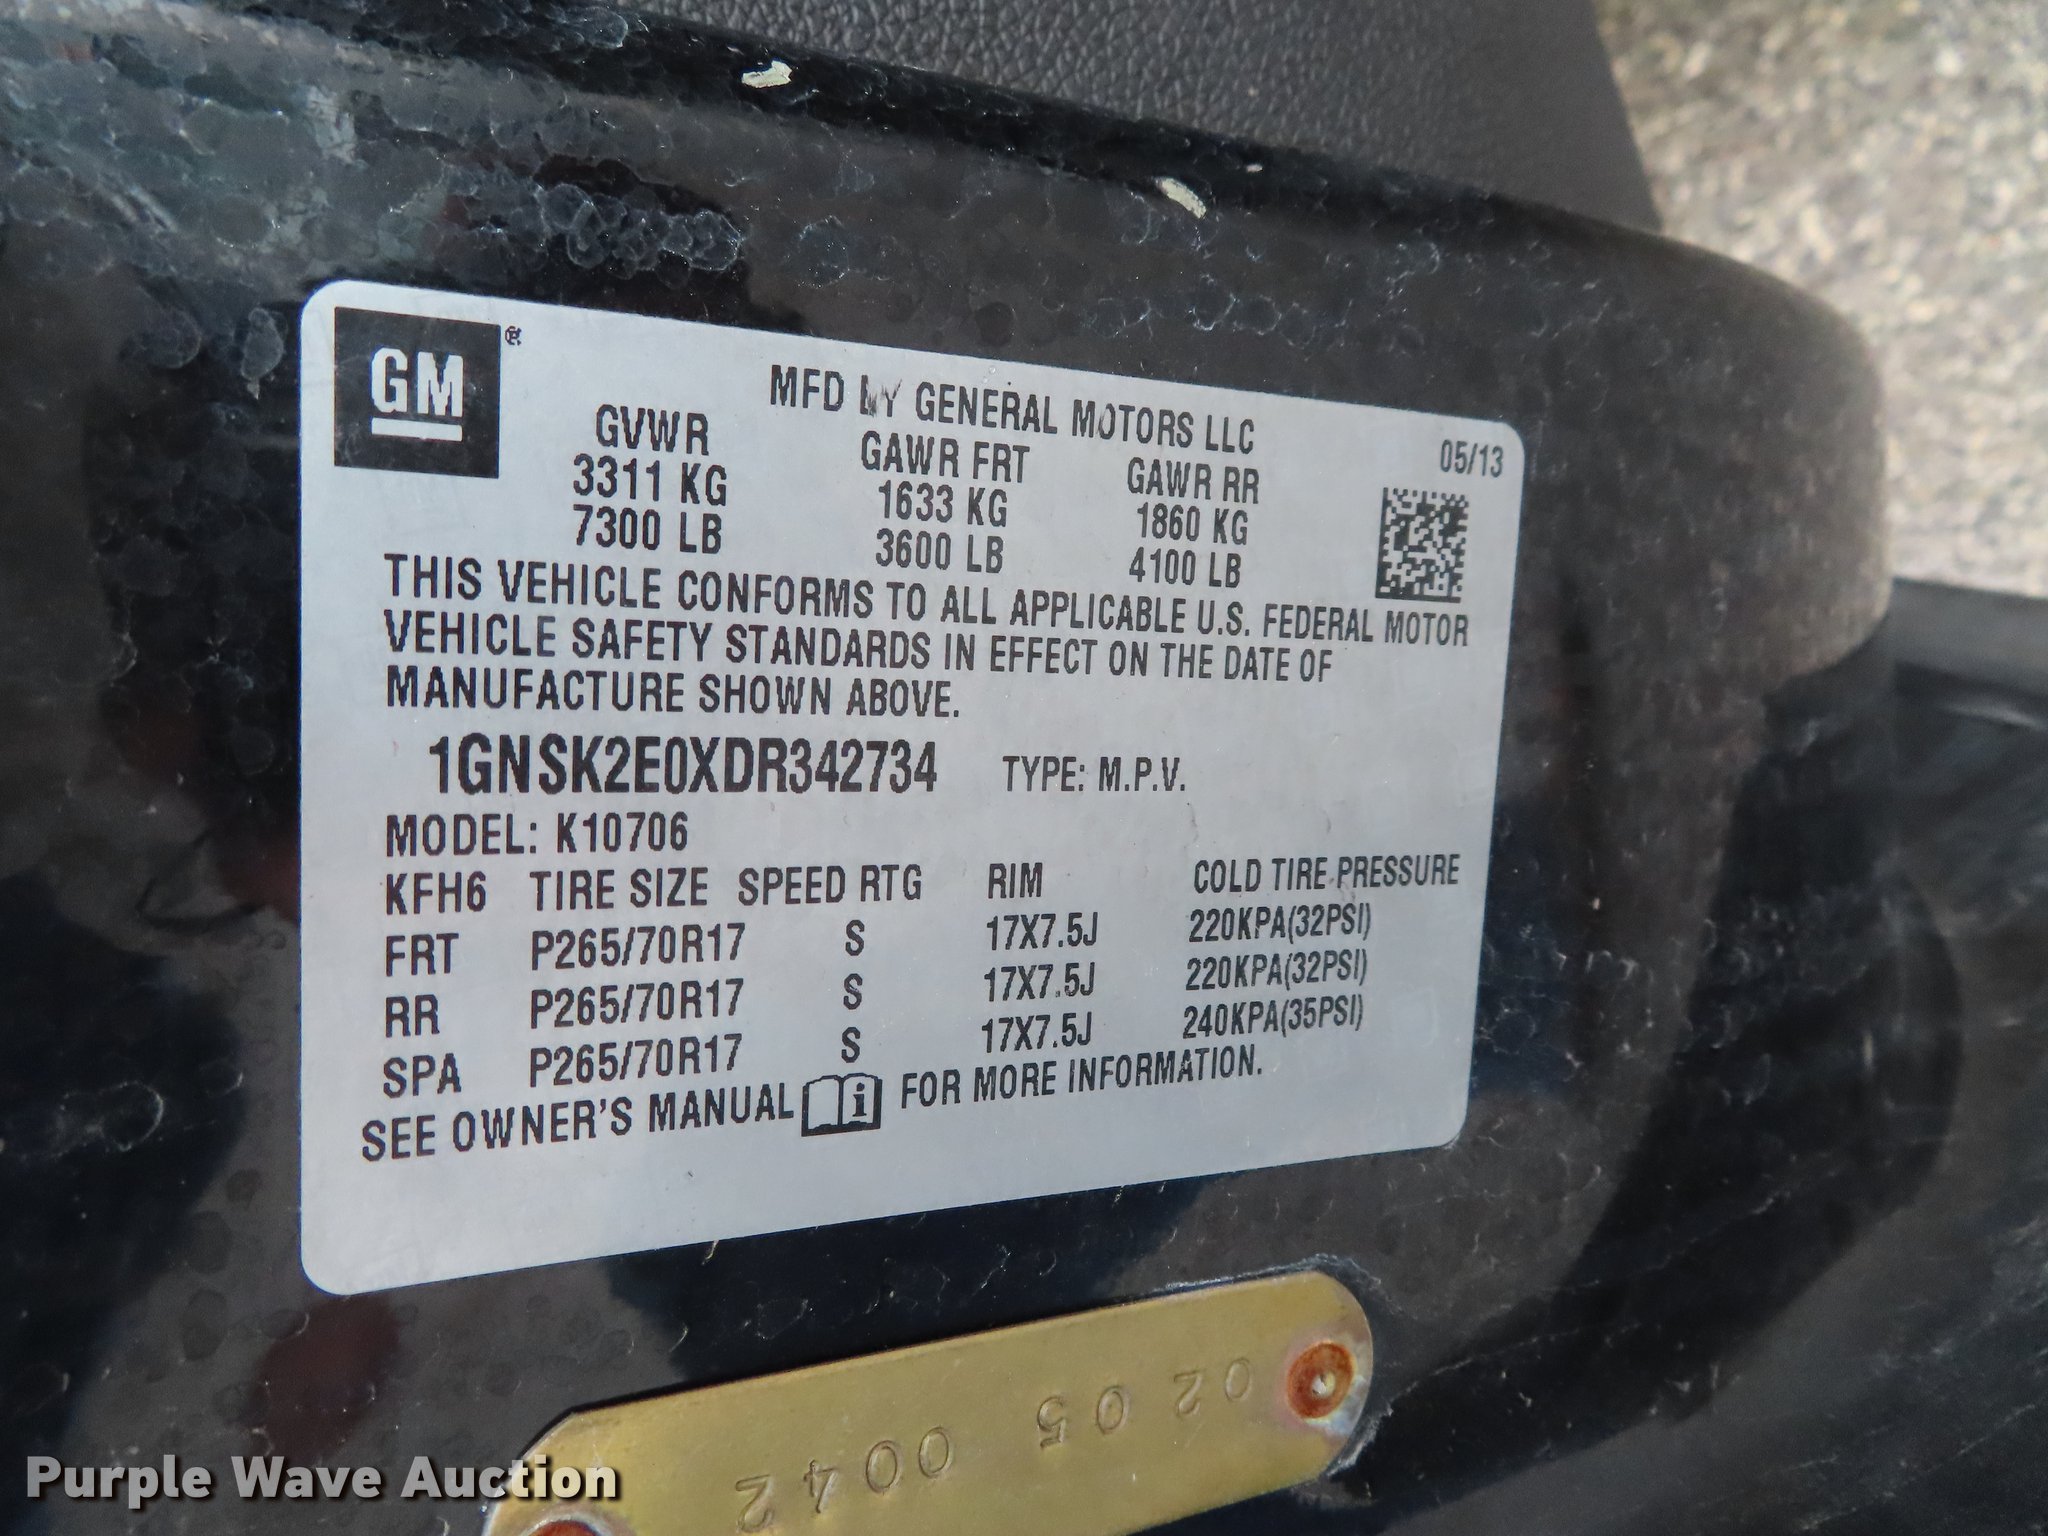 GM
MFD BY GENERAL MOTORS LLC
05/13
GVWR GAWR FRT GAWR RR
3311 KG 1633 KG 1860 KG
7300 LB 3600 LB 4100 LB
THIS VEHICLE CONFORMS TO ALL APPLICABLE U.S. FEDERAL MOTOR
VEHICLE SAFETY STANDARDS IN EFFECT ON THE DATE OF
MANUFACTURE SHOWN ABOVE.
1GNSK2E0XDR342734 TYPE: M.P.V.
MODEL: K10706
KFH6 TIRE SIZE SPEED RTG RIM COLD TIRE PRESSURE
FRT P265/70R17 S 17X7.5J 220KPA(32PSI)
RR P265/70R17 S 17X7.5J 220KPA(32PSI)
SPA P265/70R17 S 17X7.5J 240KPA(35PSI)
SEE OWNER'S MANUAL i FOR MORE INFORMATION.
02 05 0042
Purple Wave Auction